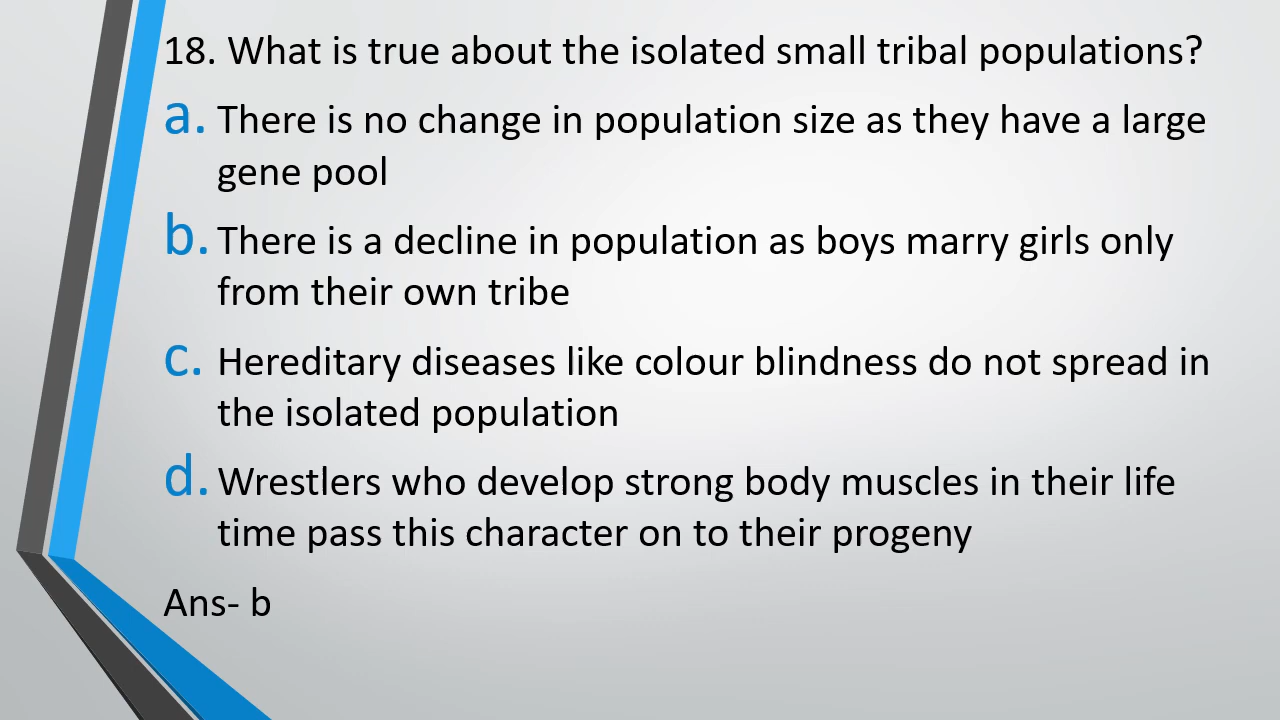 18. What is true about the isolated small tribal populations?
a. There is no change in population size as they have a large
gene pool
b. There is a decline in population as boys marry girls only
from their own tribe
c. Hereditary diseases like colour blindness do not spread in
the isolated population
d. Wrestlers who develop strong body muscles in their life
time pass this character on to their progeny
Ans- b